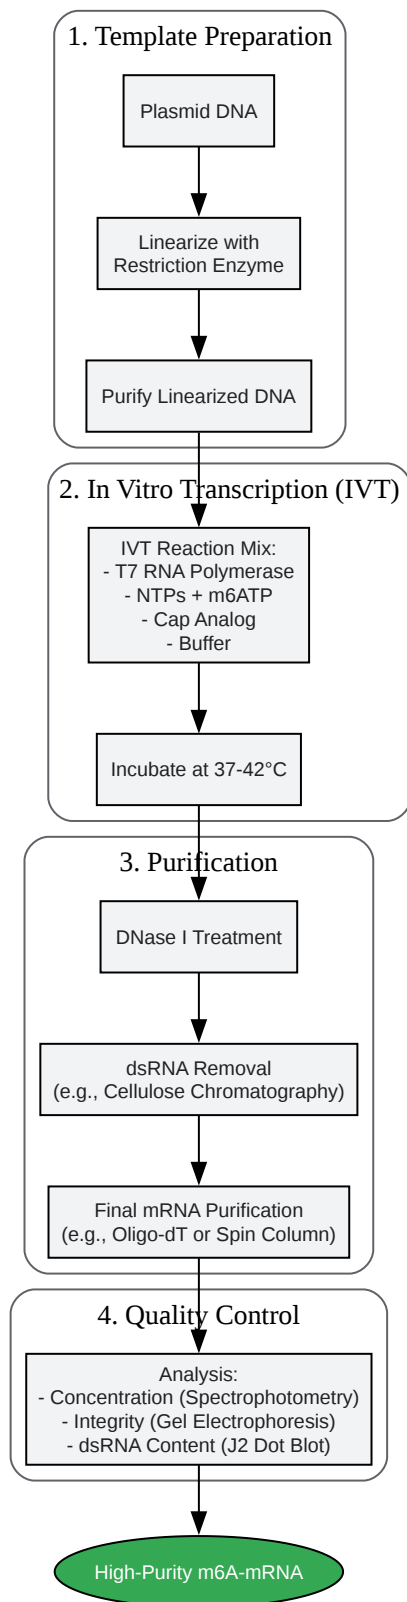 1. Template Preparation
Plasmid DNA
Linearize with
Restriction Enzyme
Purify Linearized DNA
2. In Vitro Transcription (IVT)
IVT Reaction Mix:
- T7 RNA Polymerase
- NTPs + m6ATP
- Cap Analog
- Buffer
Incubate at 37-42°C
3. Purification
DNase I Treatment
dsRNA Removal
(e.g., Cellulose Chromatography)
Final mRNA Purification
(e.g., Oligo-dT or Spin Column)
4. Quality Control
Analysis:
- Concentration (Spectrophotometry)
- Integrity (Gel Electrophoresis)
- dsRNA Content (J2 Dot Blot)
High-Purity m6A-mRNA